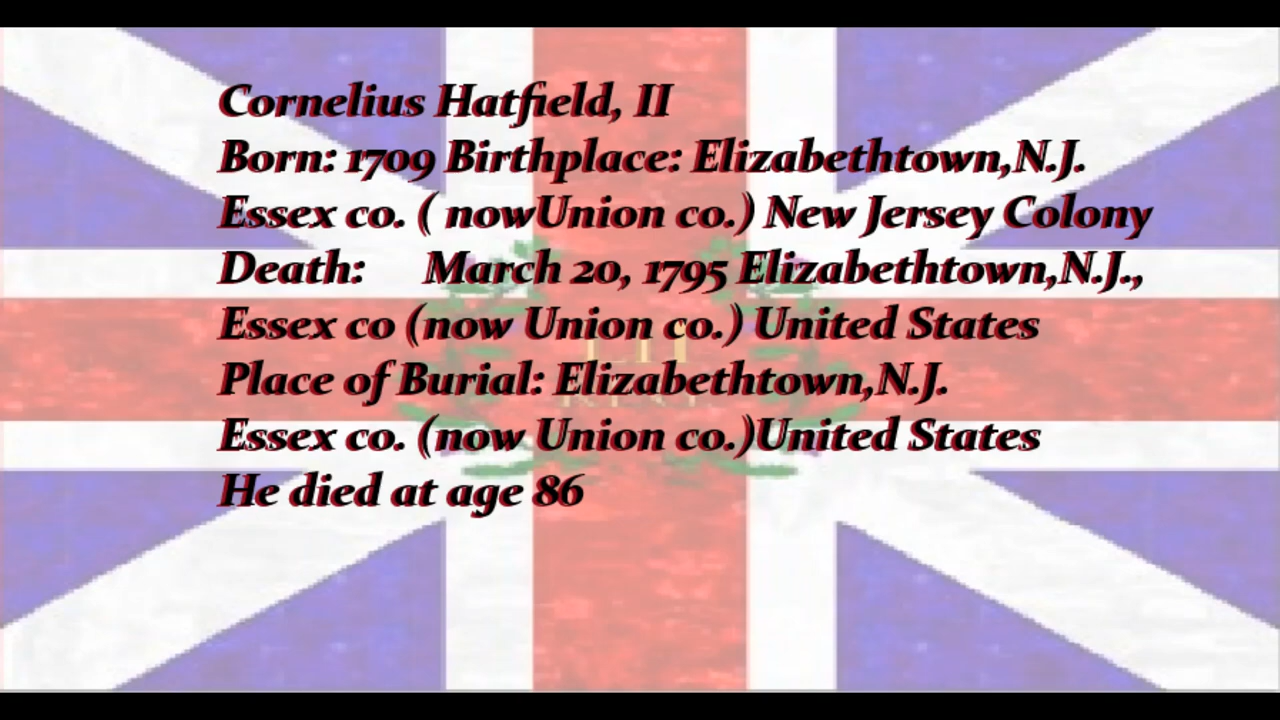 Cornelius Hatfield, II
Born: 1709 Birthplace: Elizabethtown,N.J.
Essex co. ( nowUnion co.) New Jersey Colony
Death: March 20, 1795 Elizabethtown,N.J.,
Essex co (now Union co.) United States
Place of Burial: Elizabethtown,N.J.
Essex co. (now Union co.)United States
He died at age 86